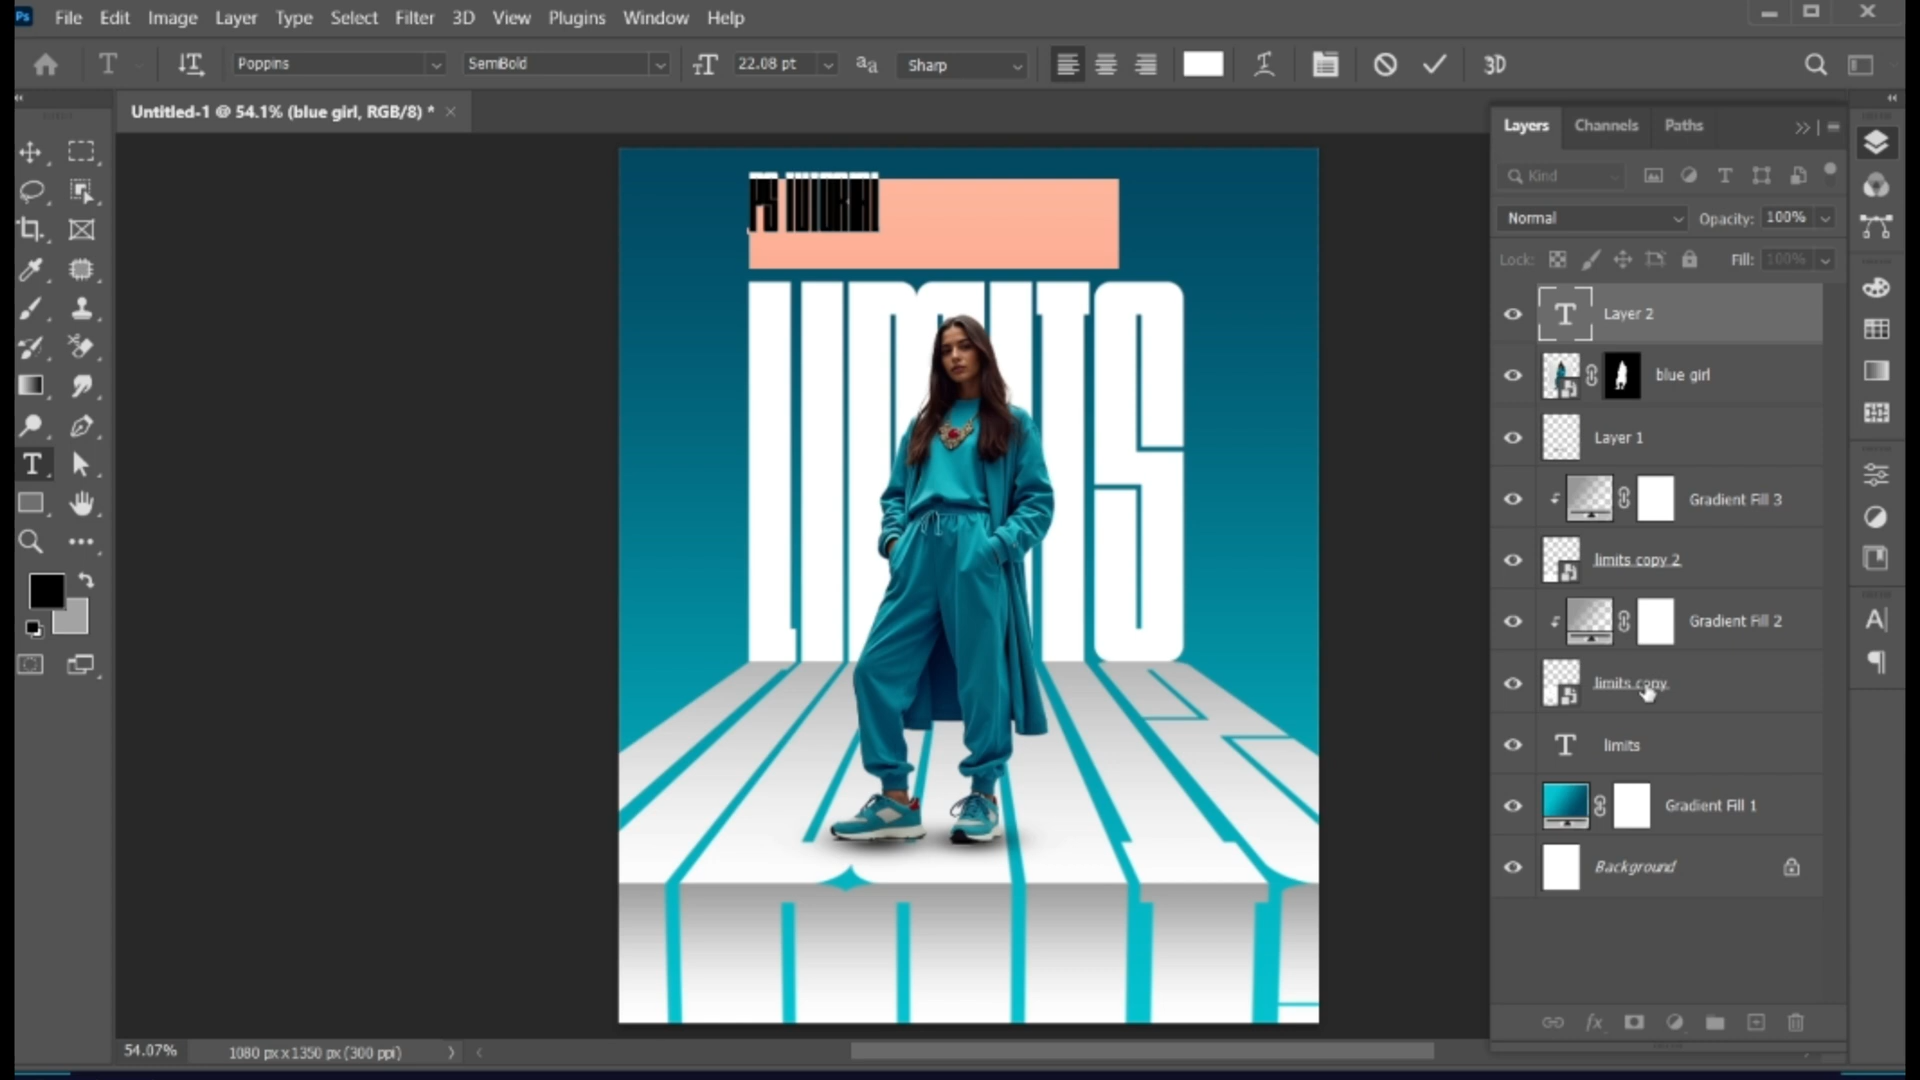 Ps File Edit Image Layer Type Select Filter 3D View Plugins Window Help
T Poppins SemiBold 22.08 pt Sharp 3D
Untitled-1 @ 54.1% (blue girl, RGB/8) *
Layers Channels Paths
Kind
Normal Opacity: 100%
Lock: Fill: 100%
Layer 2
blue girl
Layer 1
Gradient Fill 3
limits copy 2
Gradient Fill 2
limits copy
limits
Gradient Fill 1
Background
LIMITS
54.07% 1080 px x 1350 px (300 ppi)